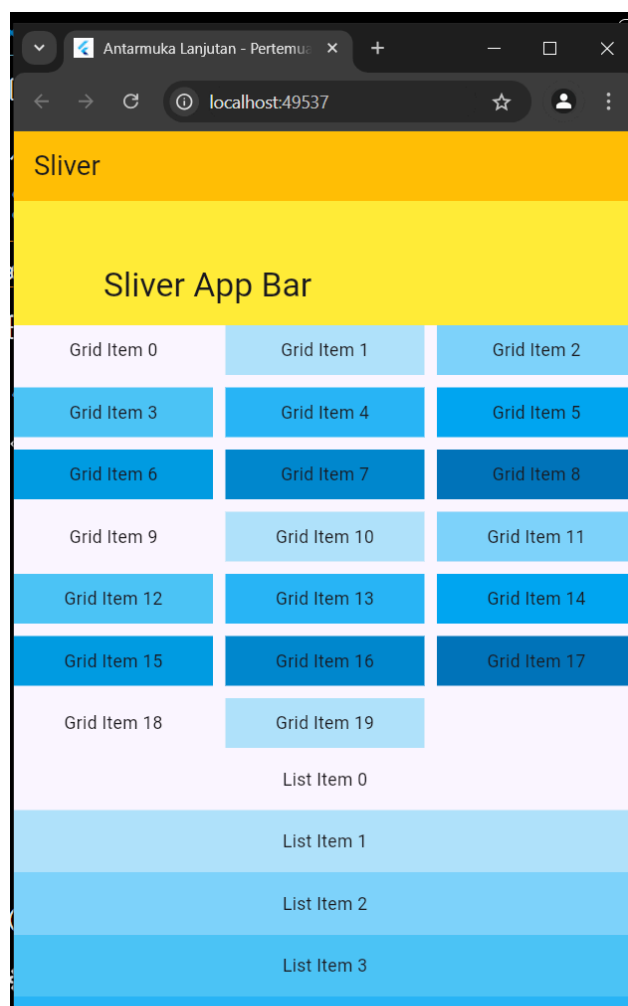 Antarmuka Lanjutan - Pertemua
localhost:49537
Sliver
Sliver App Bar
Grid Item 0 Grid Item 1 Grid Item 2
Grid Item 3 Grid Item 4 Grid Item 5
Grid Item 6 Grid Item 7 Grid Item 8
Grid Item 9 Grid Item 10 Grid Item 11
Grid Item 12 Grid Item 13 Grid Item 14
Grid Item 15 Grid Item 16 Grid Item 17
Grid Item 18 Grid Item 19
List Item 0
List Item 1
List Item 2
List Item 3